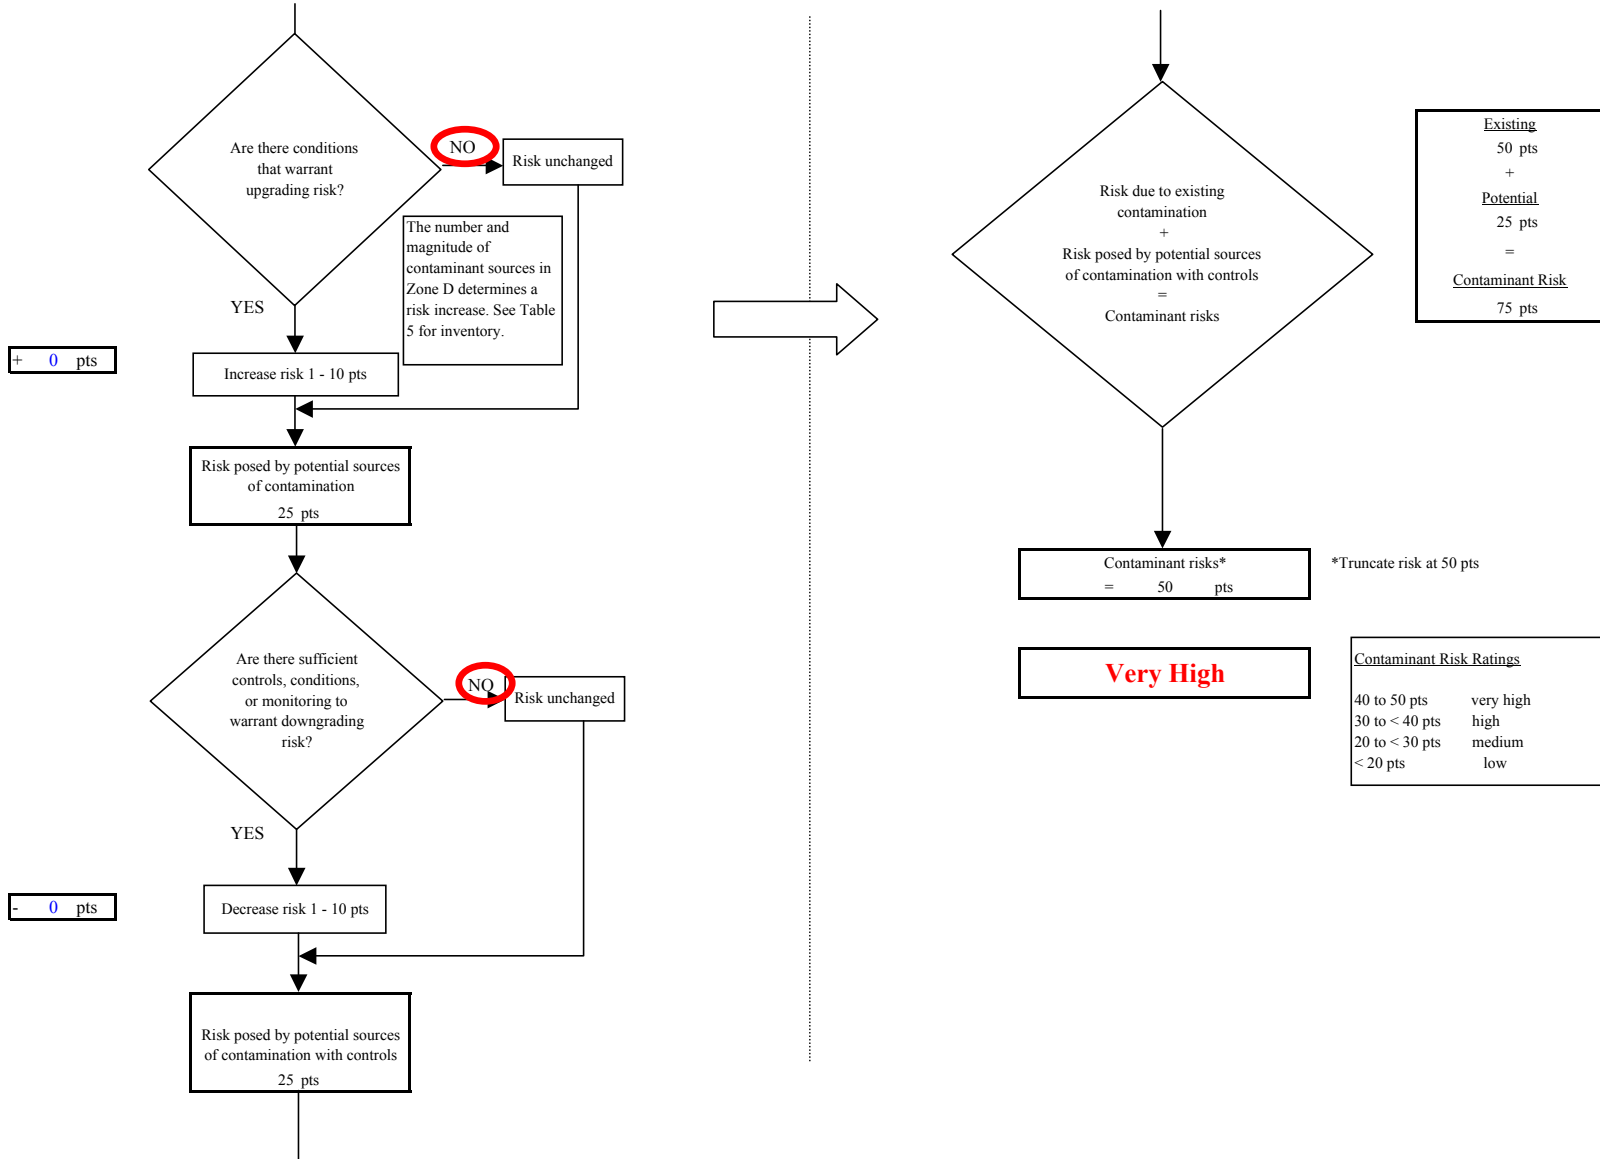 Are there conditions
that warrant
upgrading risk?
NO
Risk unchanged
The number and
magnitude of
contaminant sources in
Zone D determines a
risk increase. See Table
5 for inventory.
YES
+ 0 pts
Increase risk 1 - 10 pts
Risk posed by potential sources
of contamination
25 pts
Are there sufficient
controls, conditions,
or monitoring to
warrant downgrading
risk?
NO
Risk unchanged
YES
- 0 pts
Decrease risk 1 - 10 pts
Risk posed by potential sources
of contamination with controls
25 pts
Risk due to existing
contamination
+
Risk posed by potential sources
of contamination with controls
=
Contaminant risks
Existing
50 pts
+
Potential
25 pts
=
Contaminant Risk
75 pts
Contaminant risks*
= 50 pts
*Truncate risk at 50 pts
Very High
Contaminant Risk Ratings
40 to 50 pts very high
30 to < 40 pts high
20 to < 30 pts medium
< 20 pts low